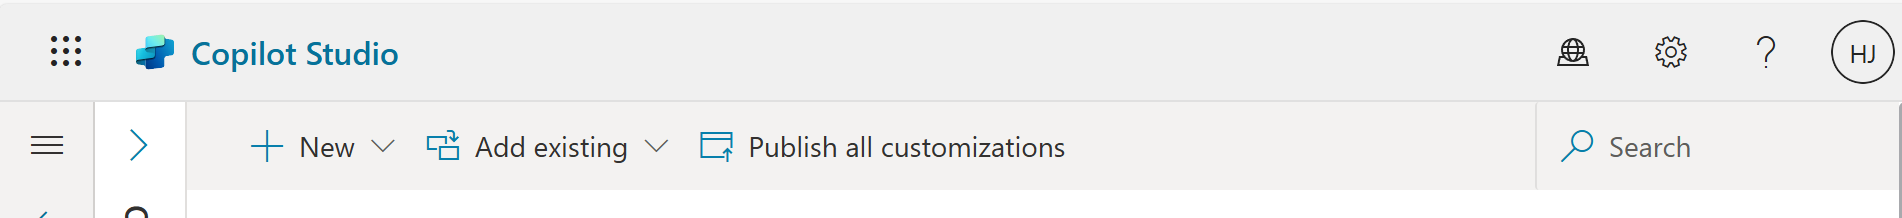 Copilot Studio
HJ
New
Add existing
Publish all customizations
Search